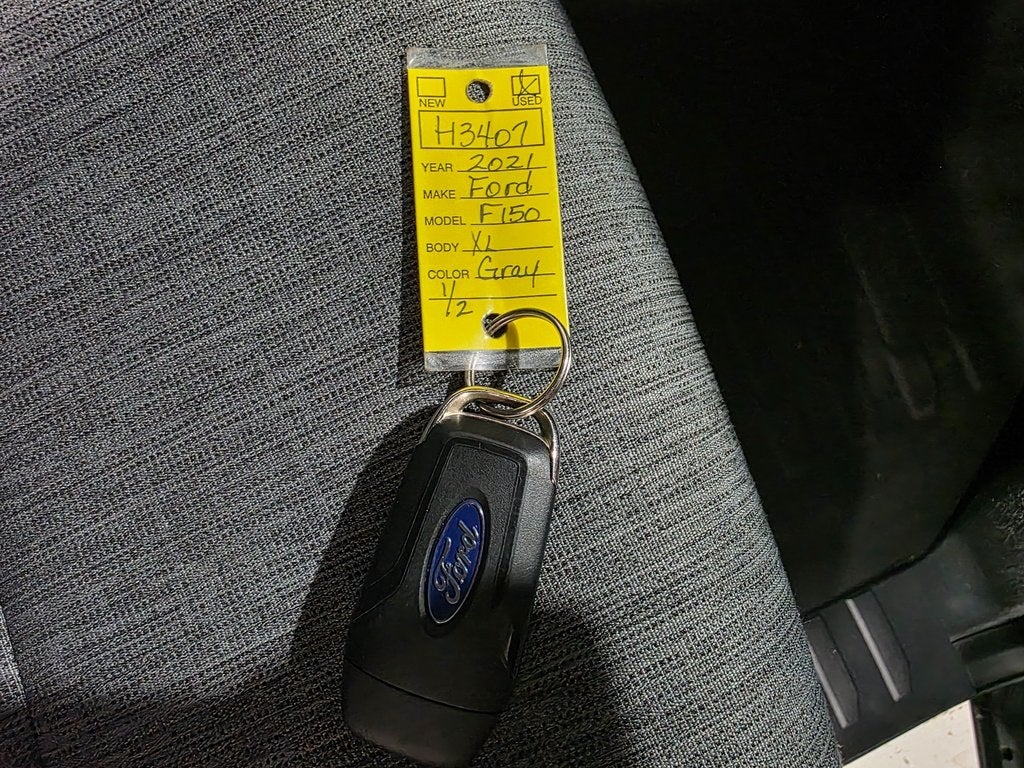 NEW USED
H3407
YEAR 2021
MAKE Ford
MODEL F150
BODY XL
COLOR Gray
1/2
Ford